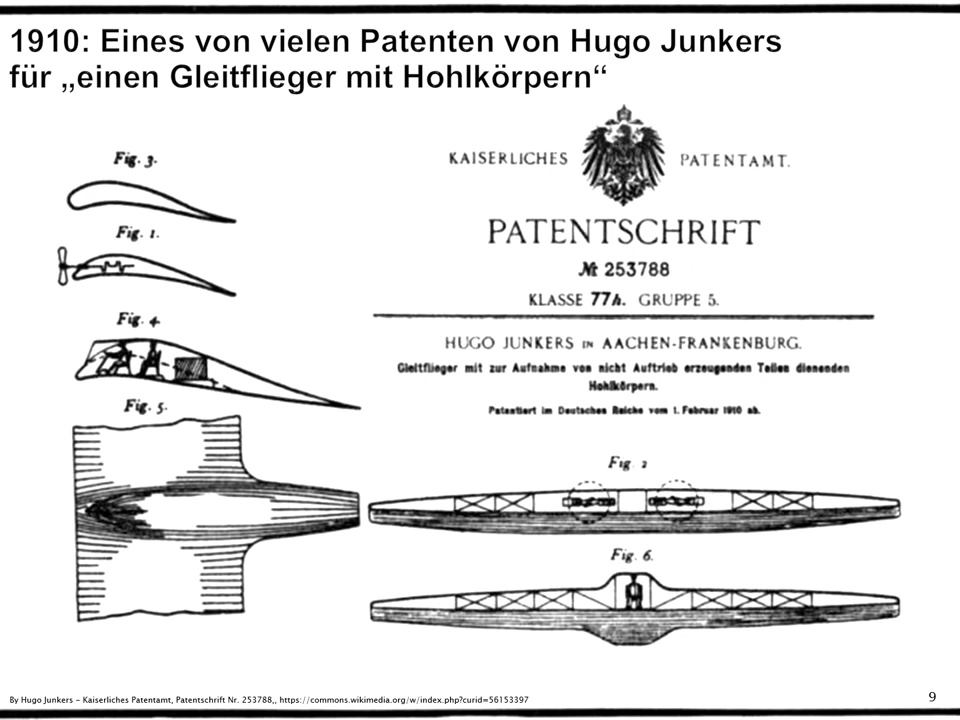 1910: Eines von vielen Patenten von Hugo Junkers
für „einen Gleitflieger mit Hohlkörpern“
Fig. 3.
KAISERLICHES PATENTAMT.
Fig. 1.
PATENTSCHRIFT
№ 253788
KLASSE 77h. GRUPPE 5.
Fig. 4.
HUGO JUNKERS IN AACHEN-FRANKENBURG.
Gleitflieger mit zur Aufnahme von nicht Auftrieb erzeugenden Teilen dienenden
Hohlkörpern.
Patentiert im Deutschen Reiche vom 1. Februar 1910 ab.
Fig. 5.
Fig. 2
Fig. 6.
By Hugo Junkers - Kaiserliches Patentamt, Patentschrift Nr. 253788,, https://commons.wikimedia.org/w/index.php?curid=56153397
9